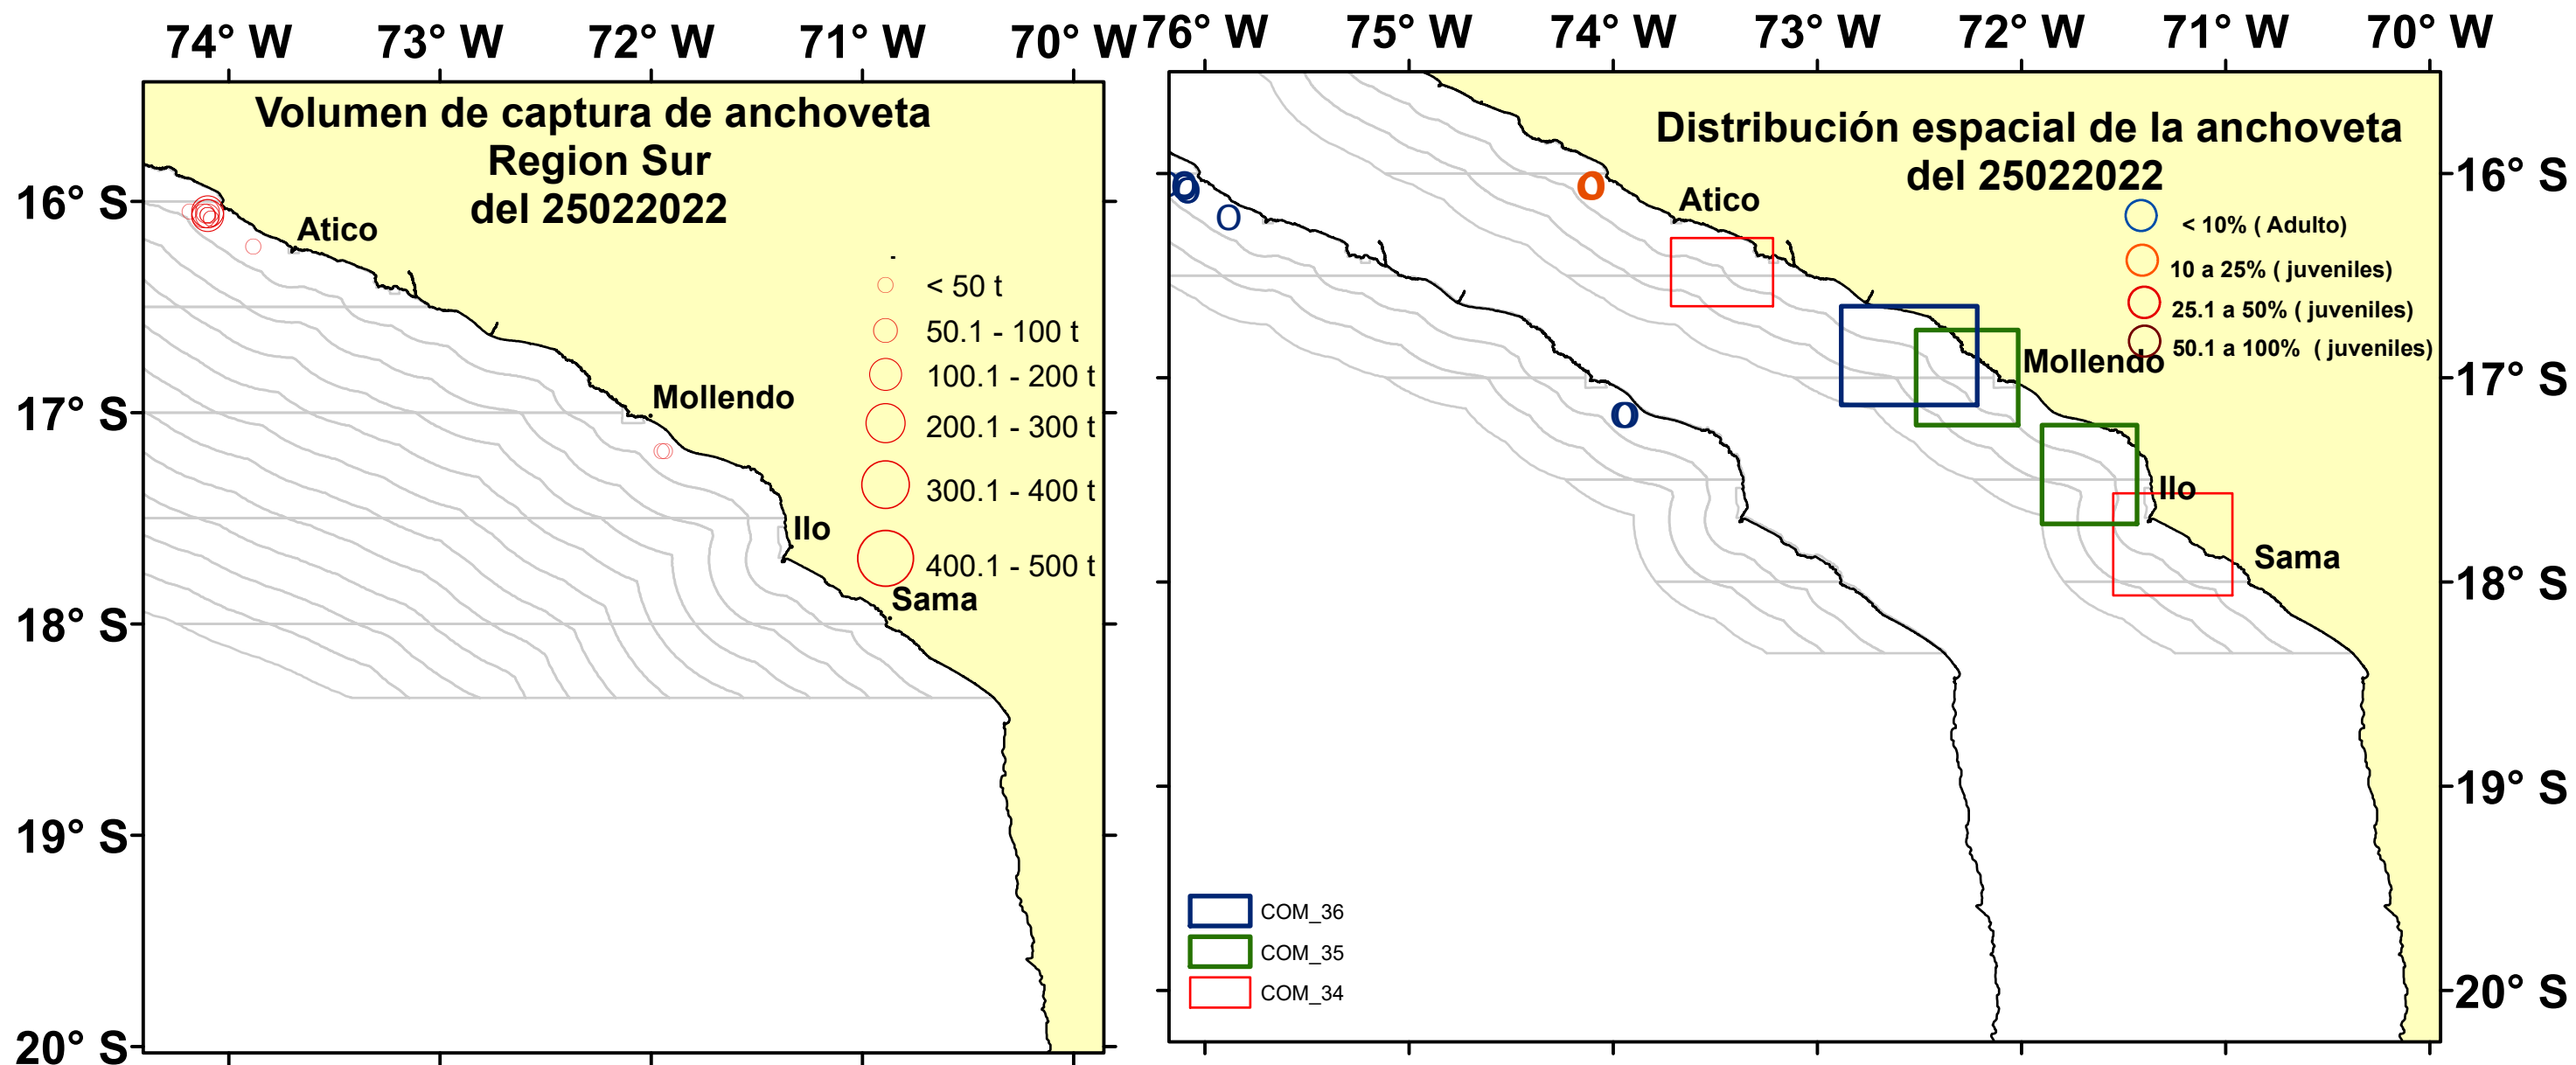 74° W 73° W 72° W 71° W 70° W
Volumen de captura de anchoveta
Region Sur
del 25022022
16° S
17° S
18° S
19° S
20° S
Atico
Mollendo
Ilo
Sama
-
< 50 t
50.1 - 100 t
100.1 - 200 t
200.1 - 300 t
300.1 - 400 t
400.1 - 500 t
76° W 75° W 74° W 73° W 72° W 71° W 70° W
Distribución espacial de la anchoveta
del 25022022
< 10% ( Adulto)
10 a 25% ( juveniles)
25.1 a 50% ( juveniles)
50.1 a 100% ( juveniles)
Atico
Mollendo
Ilo
Sama
16° S
17° S
18° S
19° S
20° S
COM_36
COM_35
COM_34